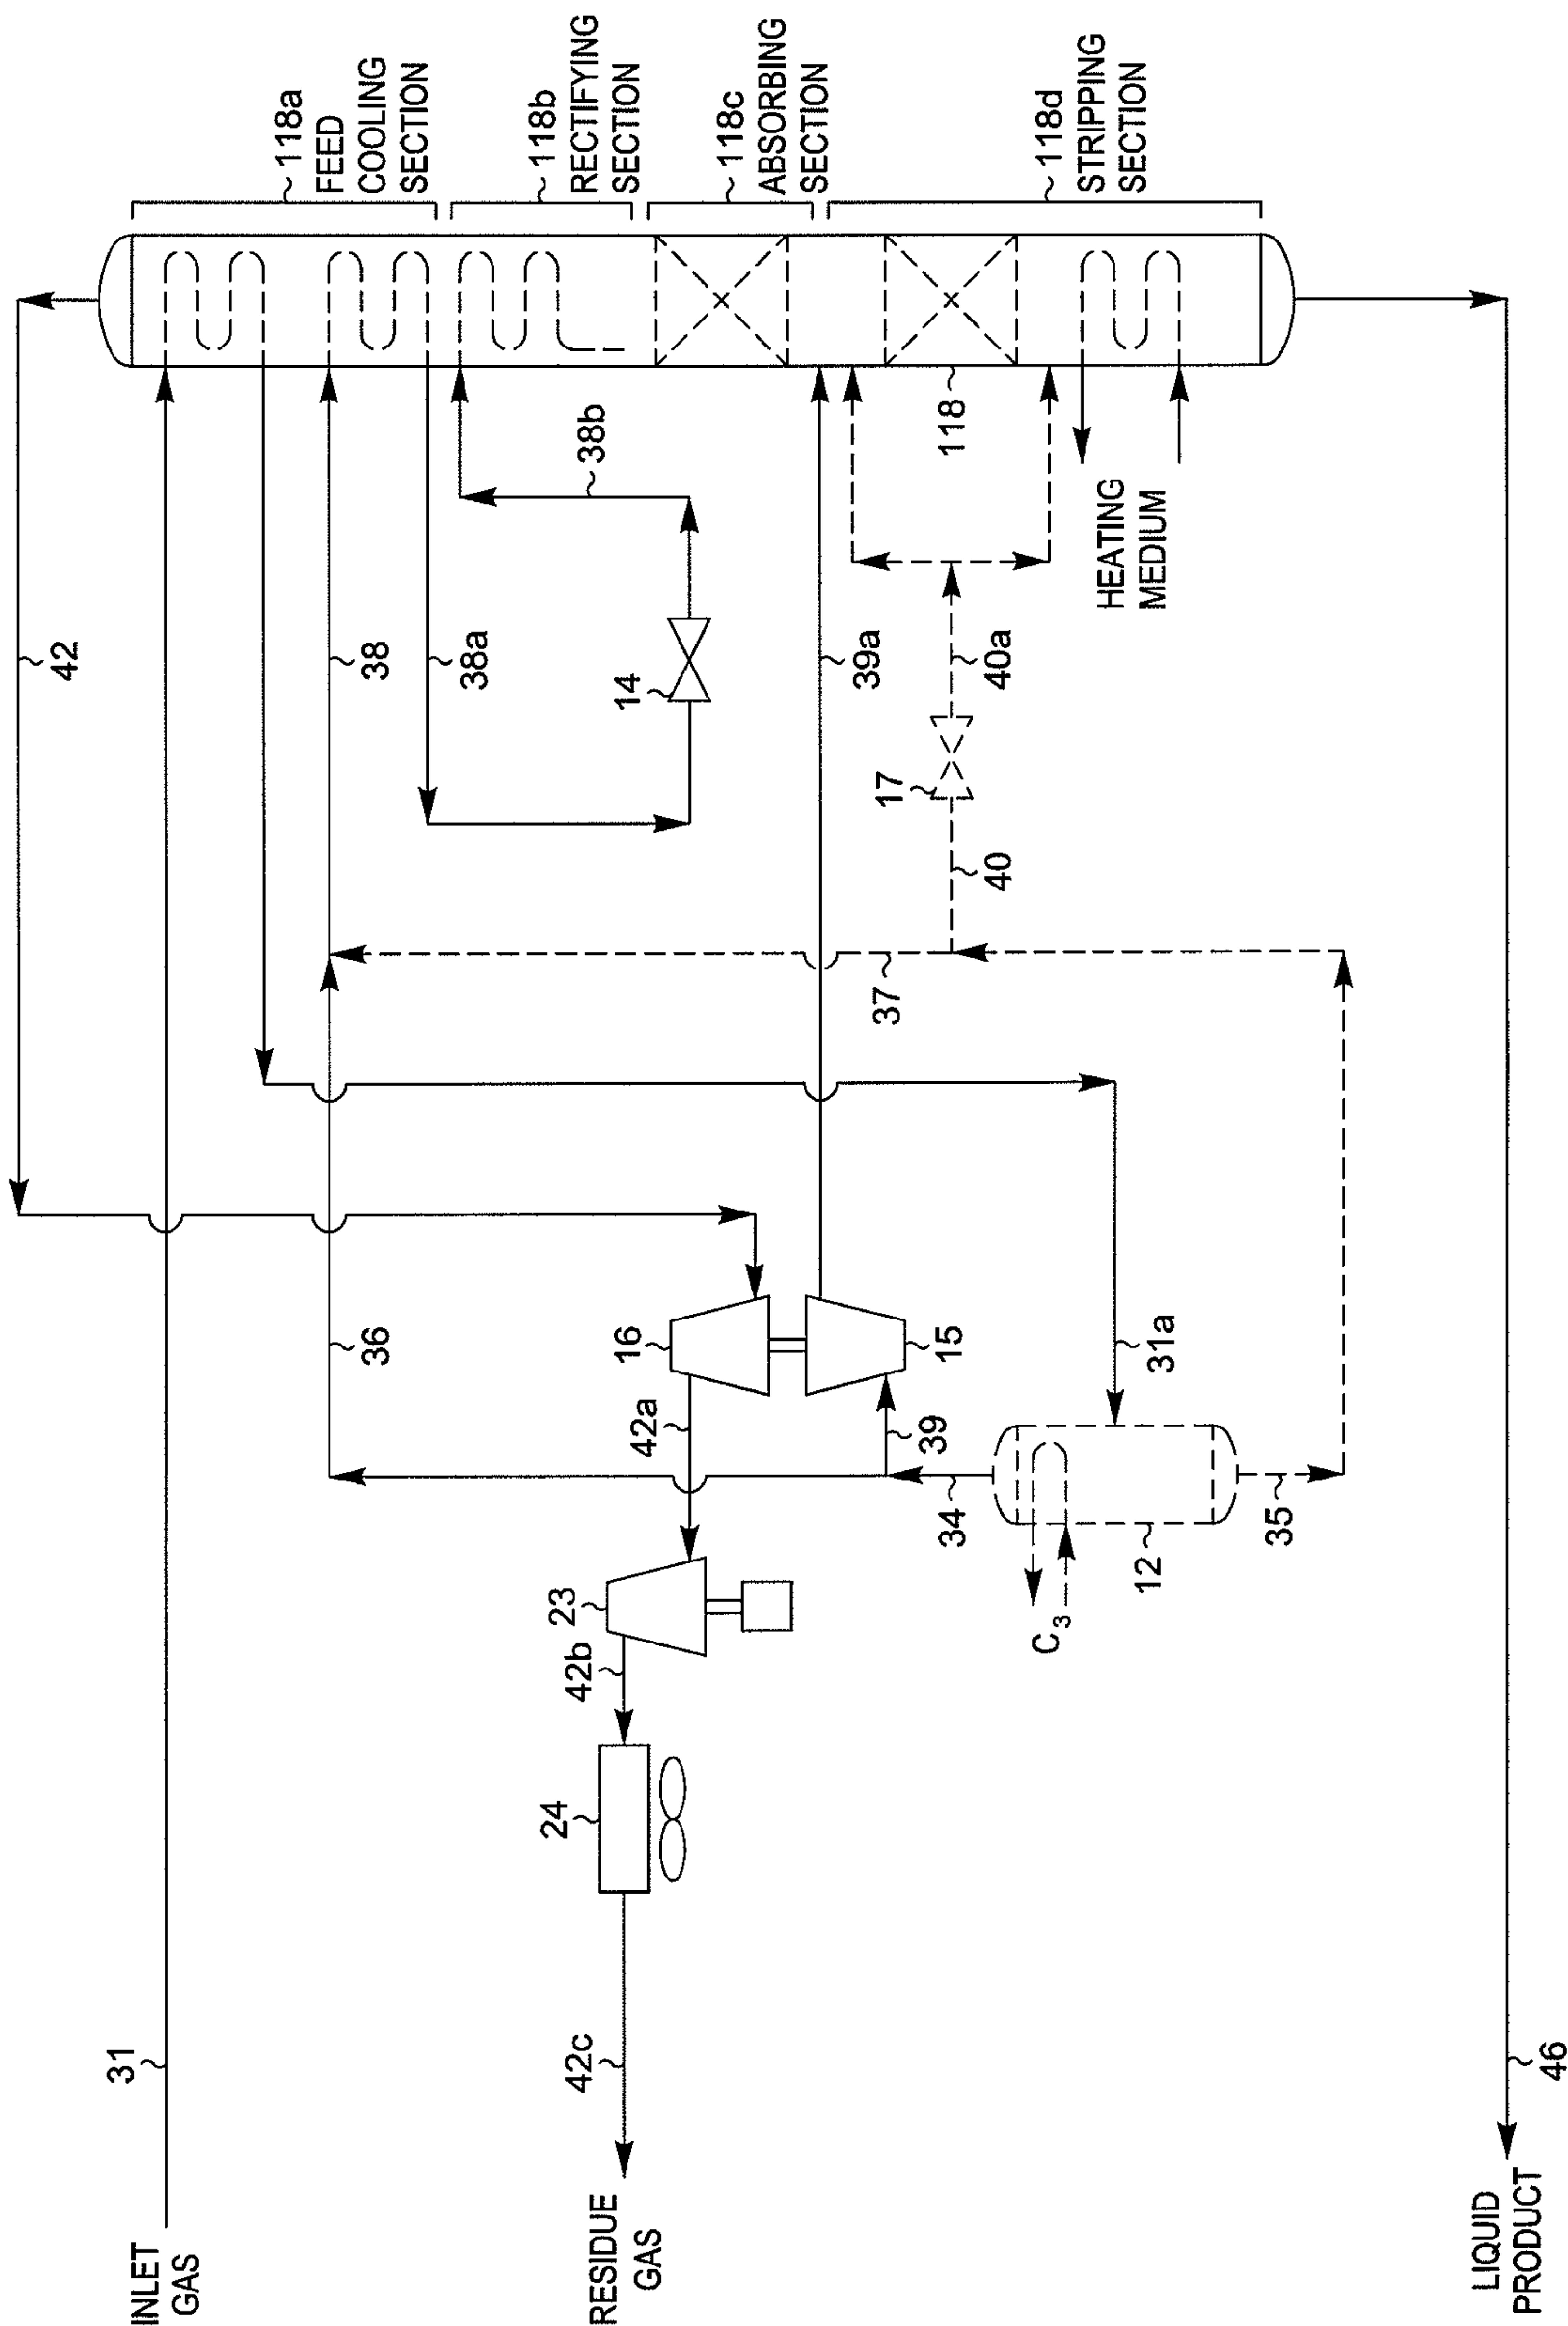 118a
FEED
COOLING
SECTION
118b
RECTIFYING
SECTION
118c
ABSORBING
SECTION
118d
STRIPPING
SECTION
42
38
38a
38b
14
39a
118
HEATING
MEDIUM
40a
17
40
37
36
16
15
42a
39
31a
34
35
12
C3
23
42b
24
42c
31
46
INLET
GAS
RESIDUE
GAS
LIQUID
PRODUCT